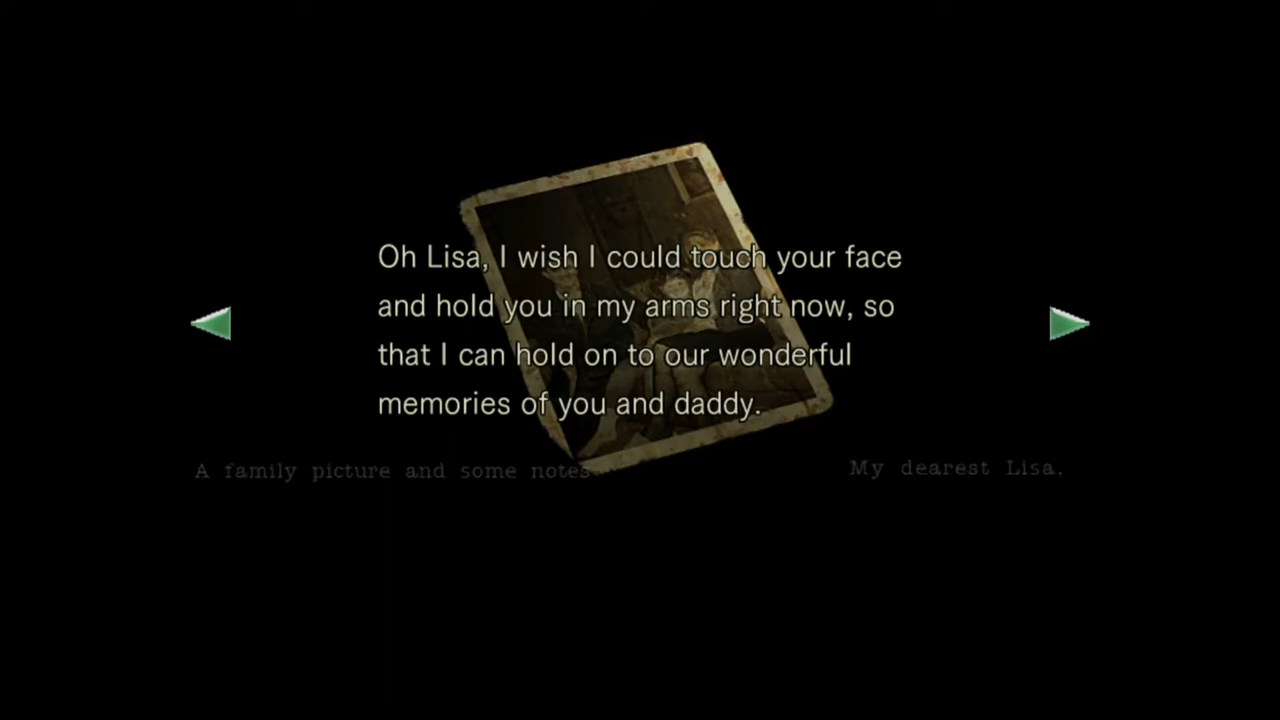 Oh Lisa, I wish I could touch your face
and hold you in my arms right now, so
that I can hold on to our wonderful
memories of you and daddy.
A family picture and some notes
My dearest Lisa,